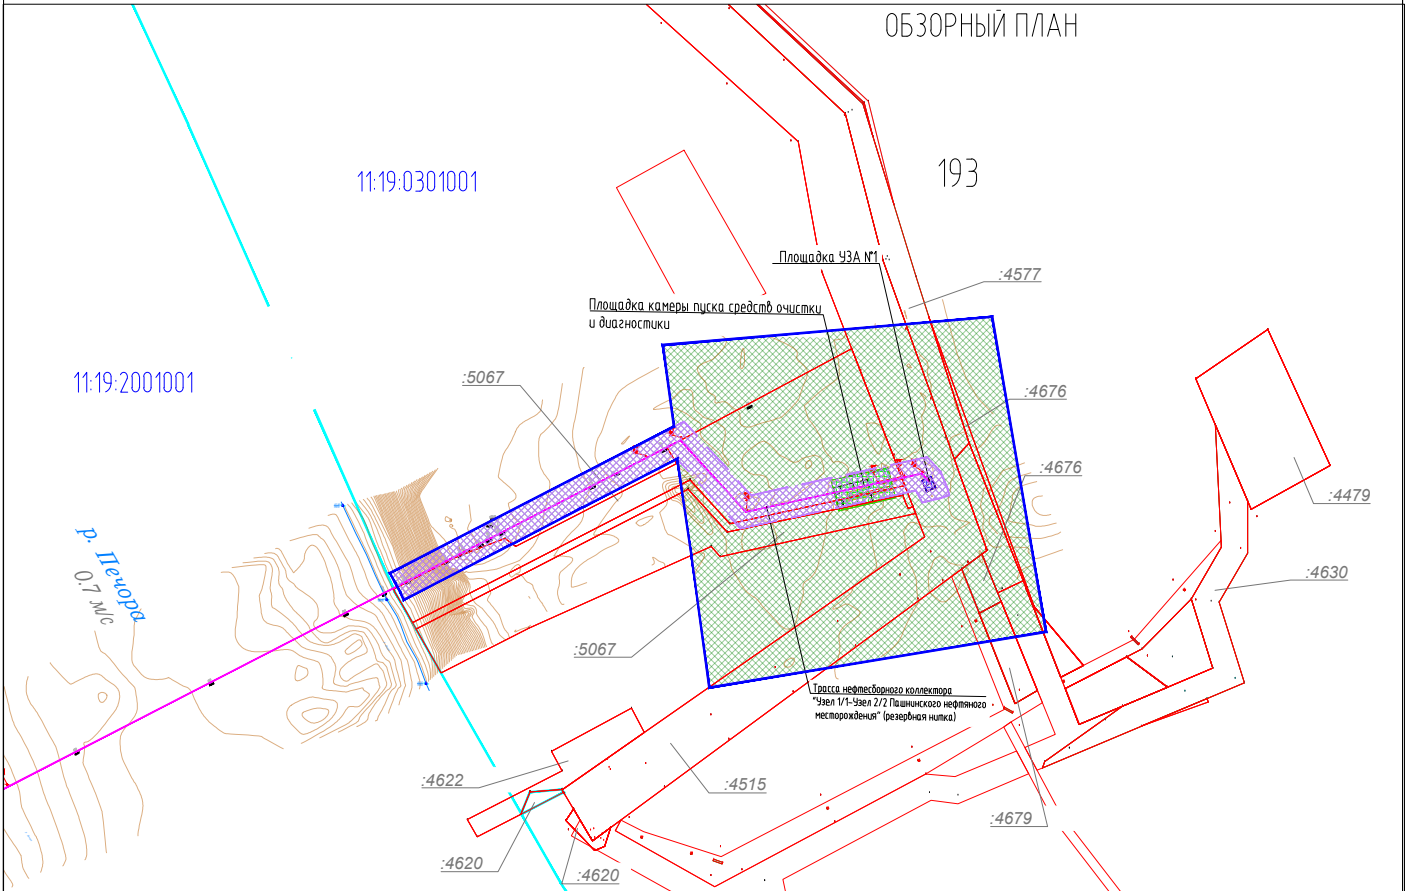 ОБЗОРНЫЙ ПЛАН
193
11:19:0301001
Площадка УЗА №1
:4577
Площадка камеры пуска средств очистки
и диагностики
11:19:2001001
:5067
:4676
:4676
:4479
р. Печора
0.7 м/с
:4630
:5067
Трасса нефтесборного коллектора
"Узел 1/1-Узел 2/2 Пашнинского нефтяного
месторождения" (резервная нитка)
:4622
:4515
:4679
:4620
:4620